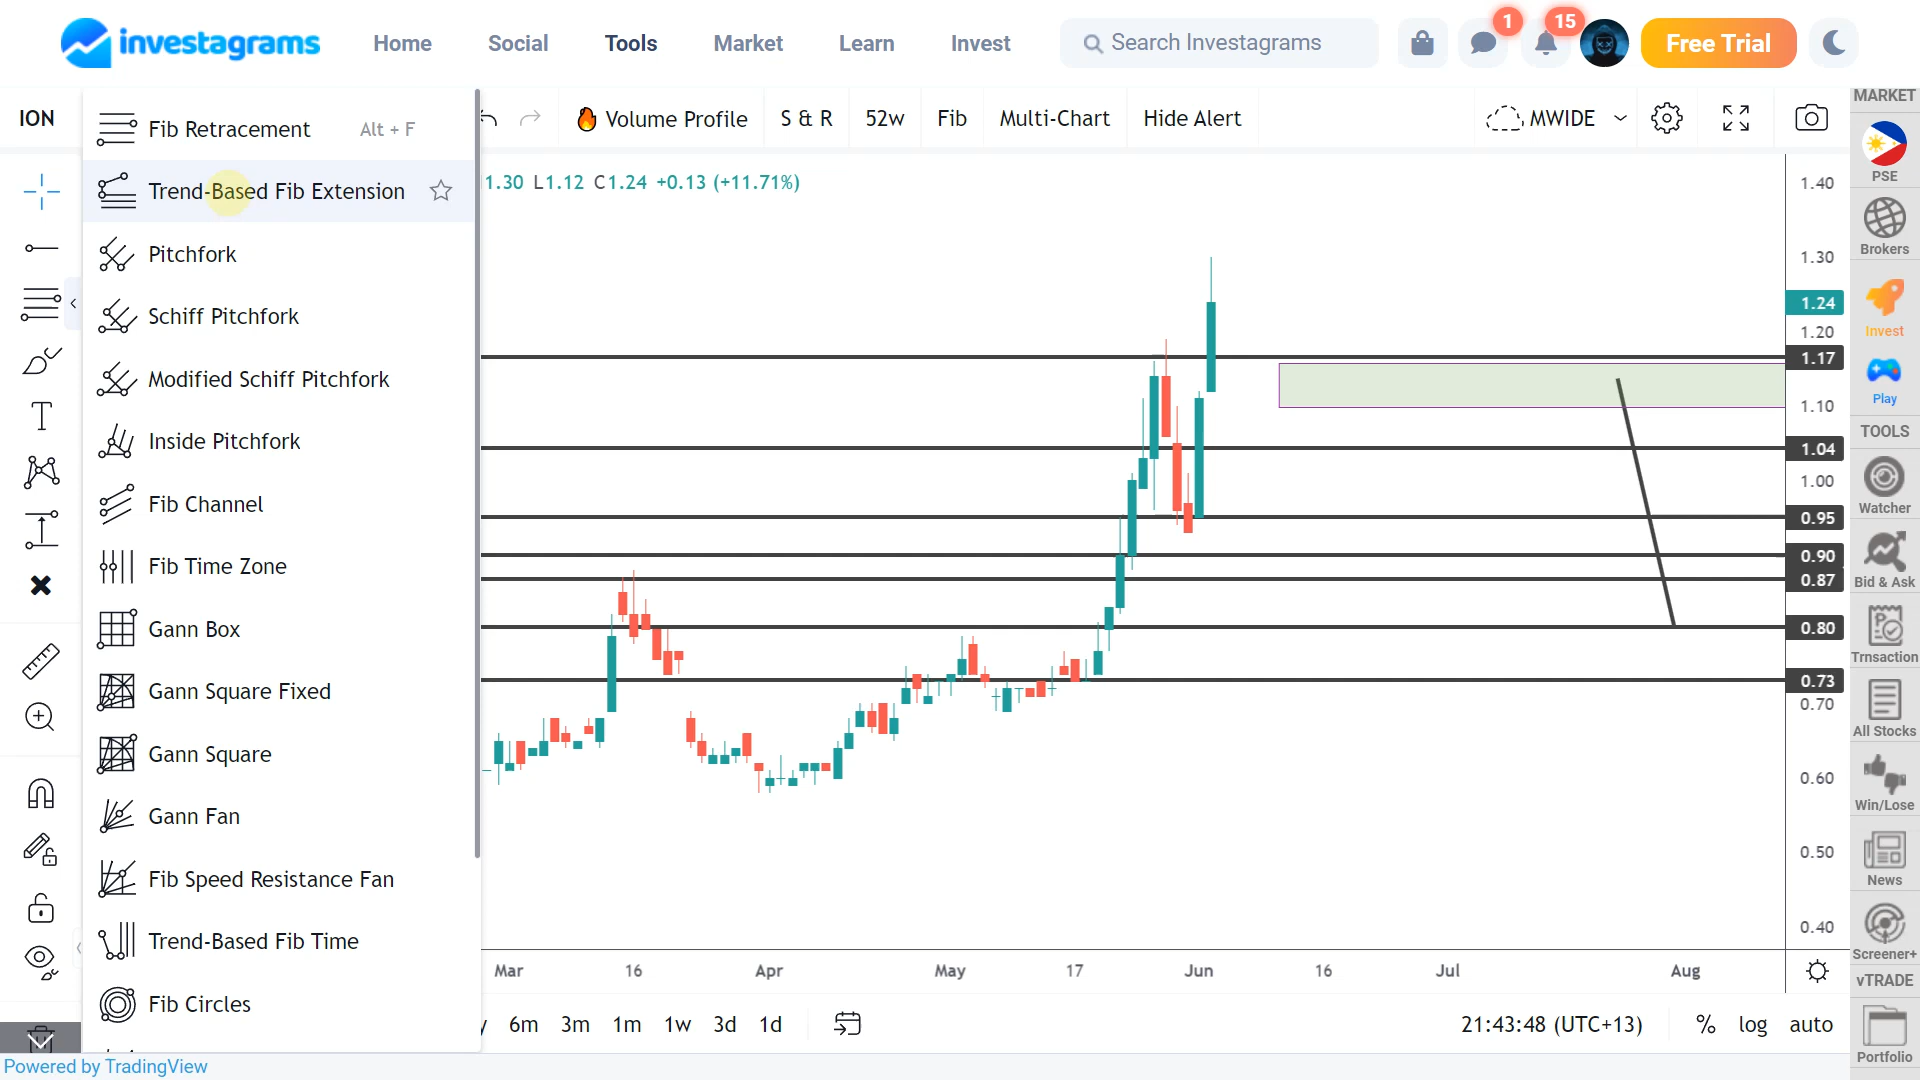 investagrams
Home
Social
Tools
Market
Learn
Invest
Search Investagrams
1
15
Free Trial
ION
Volume Profile
S & R
52w
Fib
Multi-Chart
Hide Alert
MWIDE
Fib Retracement
Alt + F
Trend-Based Fib Extension
Pitchfork
Schiff Pitchfork
Modified Schiff Pitchfork
Inside Pitchfork
Fib Channel
Fib Time Zone
Gann Box
Gann Square Fixed
Gann Square
Gann Fan
Fib Speed Resistance Fan
Trend-Based Fib Time
Fib Circles
1.30 L1.12 C1.24 +0.13 (+11.71%)
1.40
1.30
1.24
1.20
1.17
1.10
1.04
1.00
0.95
0.90
0.87
0.80
0.73
0.70
0.60
0.50
0.40
Mar
16
Apr
May
17
Jun
16
Jul
Aug
y
6m
3m
1m
1w
3d
1d
21:43:48 (UTC+13)
%
log
auto
Powered by TradingView
MARKET
PSE
Brokers
Invest
Play
TOOLS
Watcher
Bid & Ask
Trnsaction
All Stocks
Win/Lose
News
Screener+
vTRADE
Portfolio